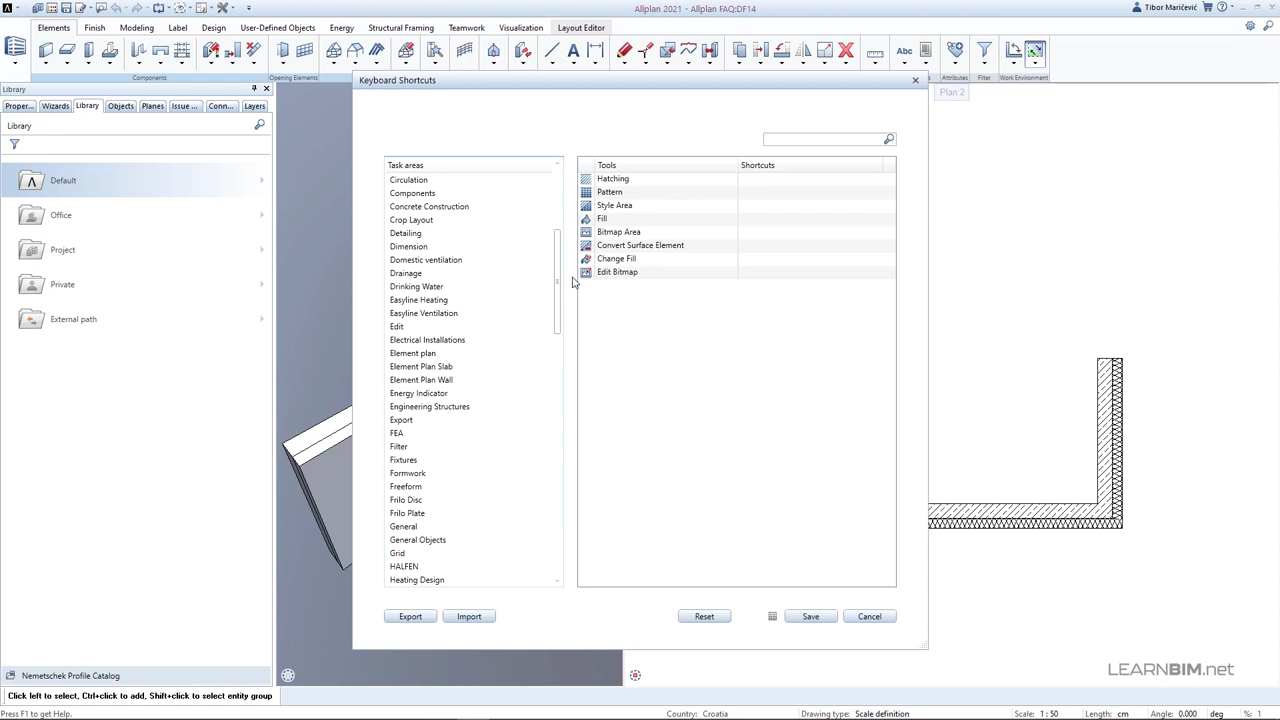 Allplan 2021 - Allplan FAQ:DF14
Tibor Maričević
Elements Finish Modeling Label Design User-Defined Objects Energy Structural Framing Teamwork Visualization Layout Editor
Components Opening Elements Attributes Filter Work Environment
Library
Proper... Wizards Library Objects Planes Issue ... Conn... Layers
Library
Default
Office
Project
Private
External path
Nemetschek Profile Catalog
Keyboard Shortcuts
Plan:2
Task areas
Circulation
Components
Concrete Construction
Crop Layout
Detailing
Dimension
Domestic ventilation
Drainage
Drinking Water
Easyline Heating
Easyline Ventilation
Edit
Electrical Installations
Element plan
Element Plan Slab
Element Plan Wall
Energy Indicator
Engineering Structures
Export
FEA
Filter
Fixtures
Formwork
Freeform
Frilo Disc
Frilo Plate
General
General Objects
Grid
HALFEN
Heating Design
Tools Shortcuts
Hatching
Pattern
Style Area
Fill
Bitmap Area
Convert Surface Element
Change Fill
Edit Bitmap
Export Import Reset Save Cancel
LEARNBIM.net
Click left to select, Ctrl+click to add, Shift+click to select entity group
Press F1 to get Help. Country: Croatia Drawing type: Scale definition Scale: 1 : 50 Length: cm Angle: 0.000 deg %: 1